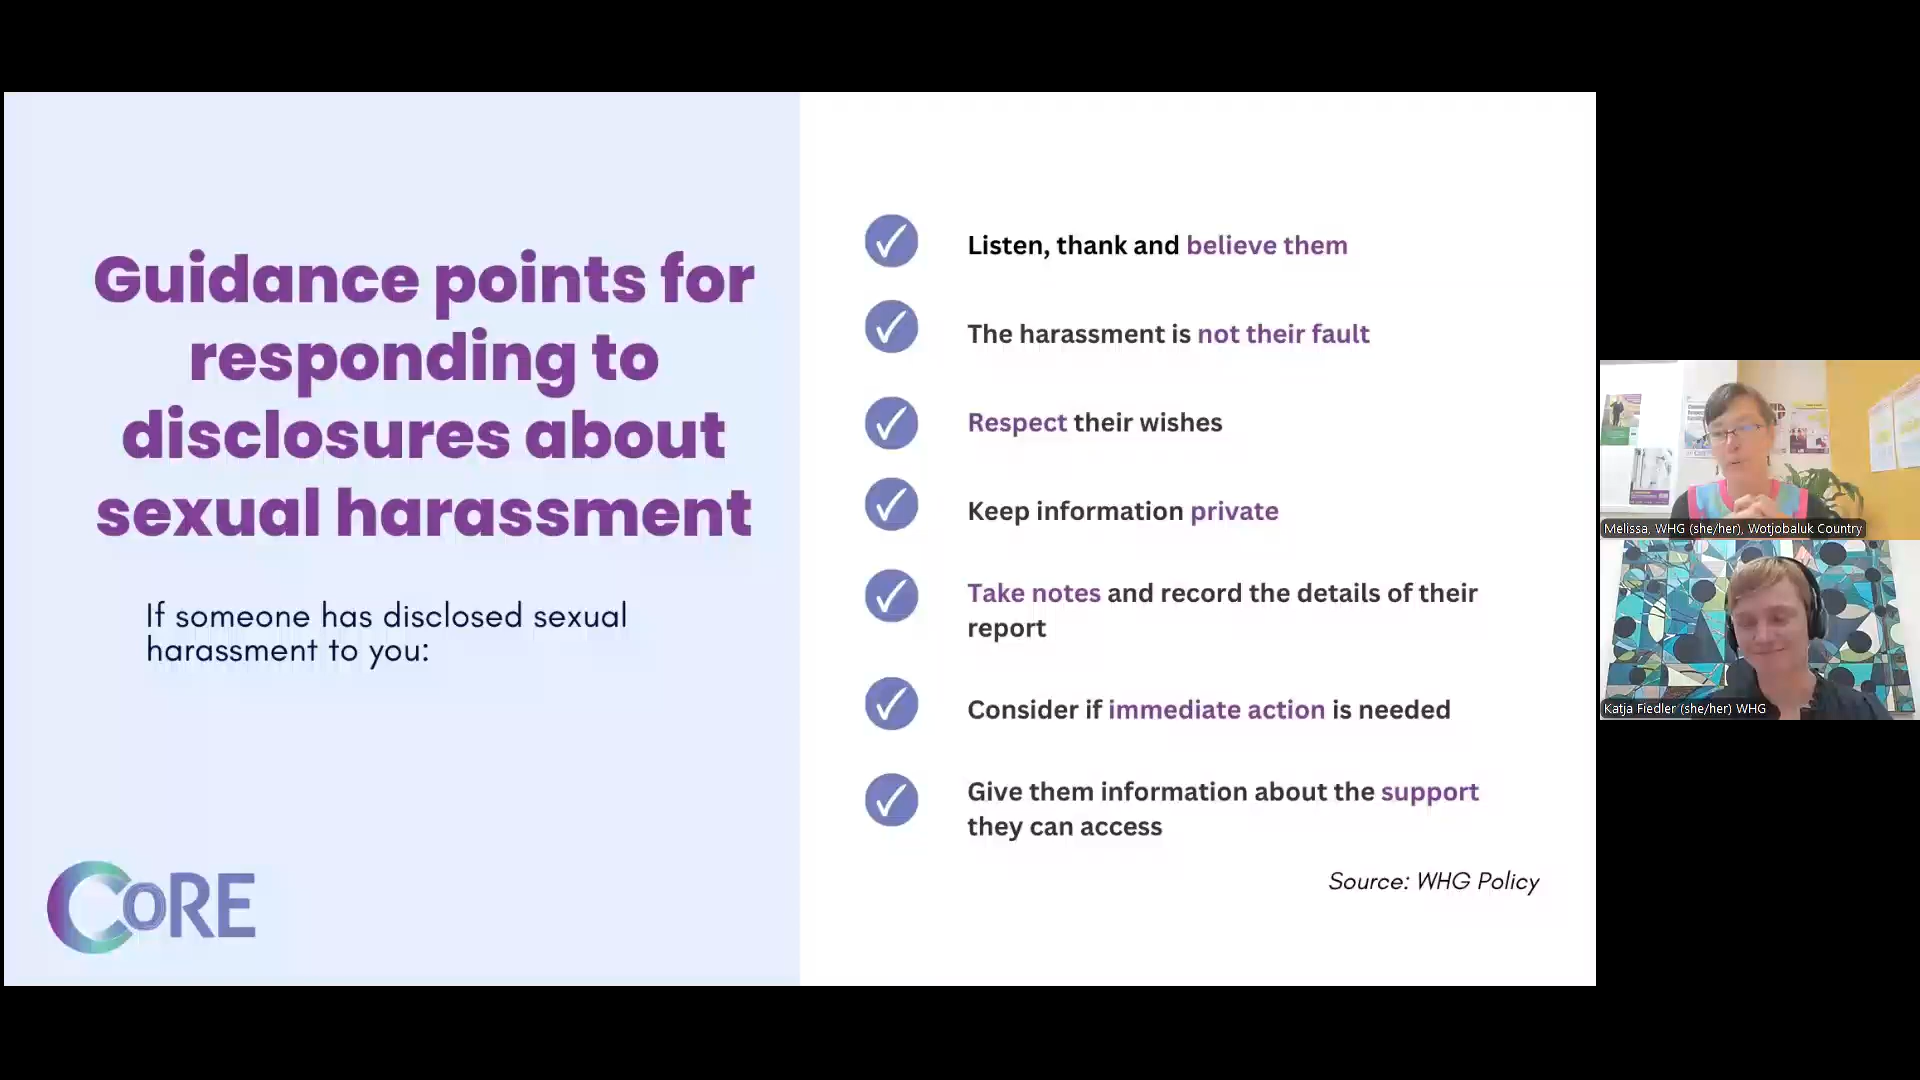 Guidance points for
responding to
disclosures about
sexual harassment
If someone has disclosed sexual
harassment to you:
CoRE
Listen, thank and believe them
The harassment is not their fault
Respect their wishes
Keep information private
Take notes and record the details of their
report
Consider if immediate action is needed
Give them information about the support
they can access
Source: WHG Policy
Melissa, WHG (she/her), Wotjobaluk Country
Katja Fiedler (she/her) WHG